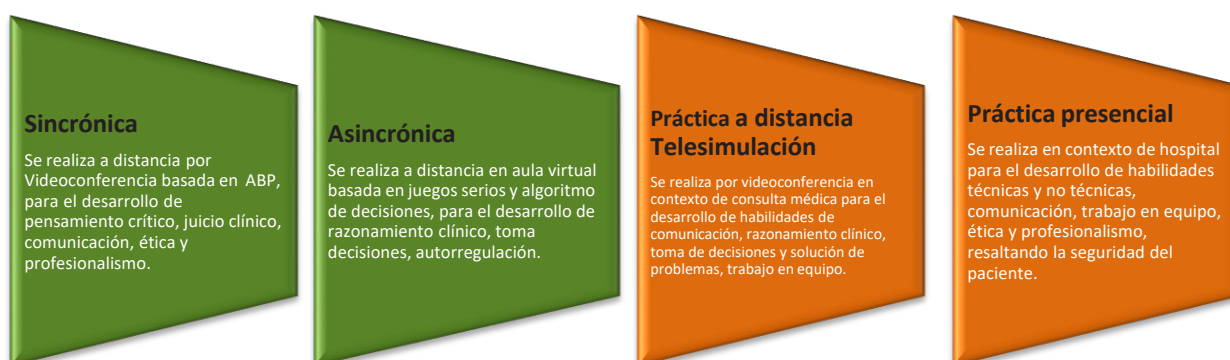 Sincrónica
Se realiza a distancia por
Videoconferencia basada en ABP,
para el desarrollo de
pensamiento crítico, juicio clínico,
comunicación, ética y
profesionalismo.
Asincrónica
Se realiza a distancia en aula virtual
basada en juegos serios y algoritmo
de decisiones, para el desarrollo de
razonamiento clínico, toma
decisiones, autorregulación.
Práctica a distancia
Telesimulación
Se realiza por videoconferencia en
contexto de consulta médica para el
desarrollo de habilidades de
comunicación, razonamiento clínico,
toma de decisiones y solución de
problemas, trabajo en equipo.
Práctica presencial
Se realiza en contexto de hospital
para el desarrollo de habilidades
técnicas y no técnicas,
comunicación, trabajo en equipo,
ética y profesionalismo,
resaltando la seguridad del
paciente.